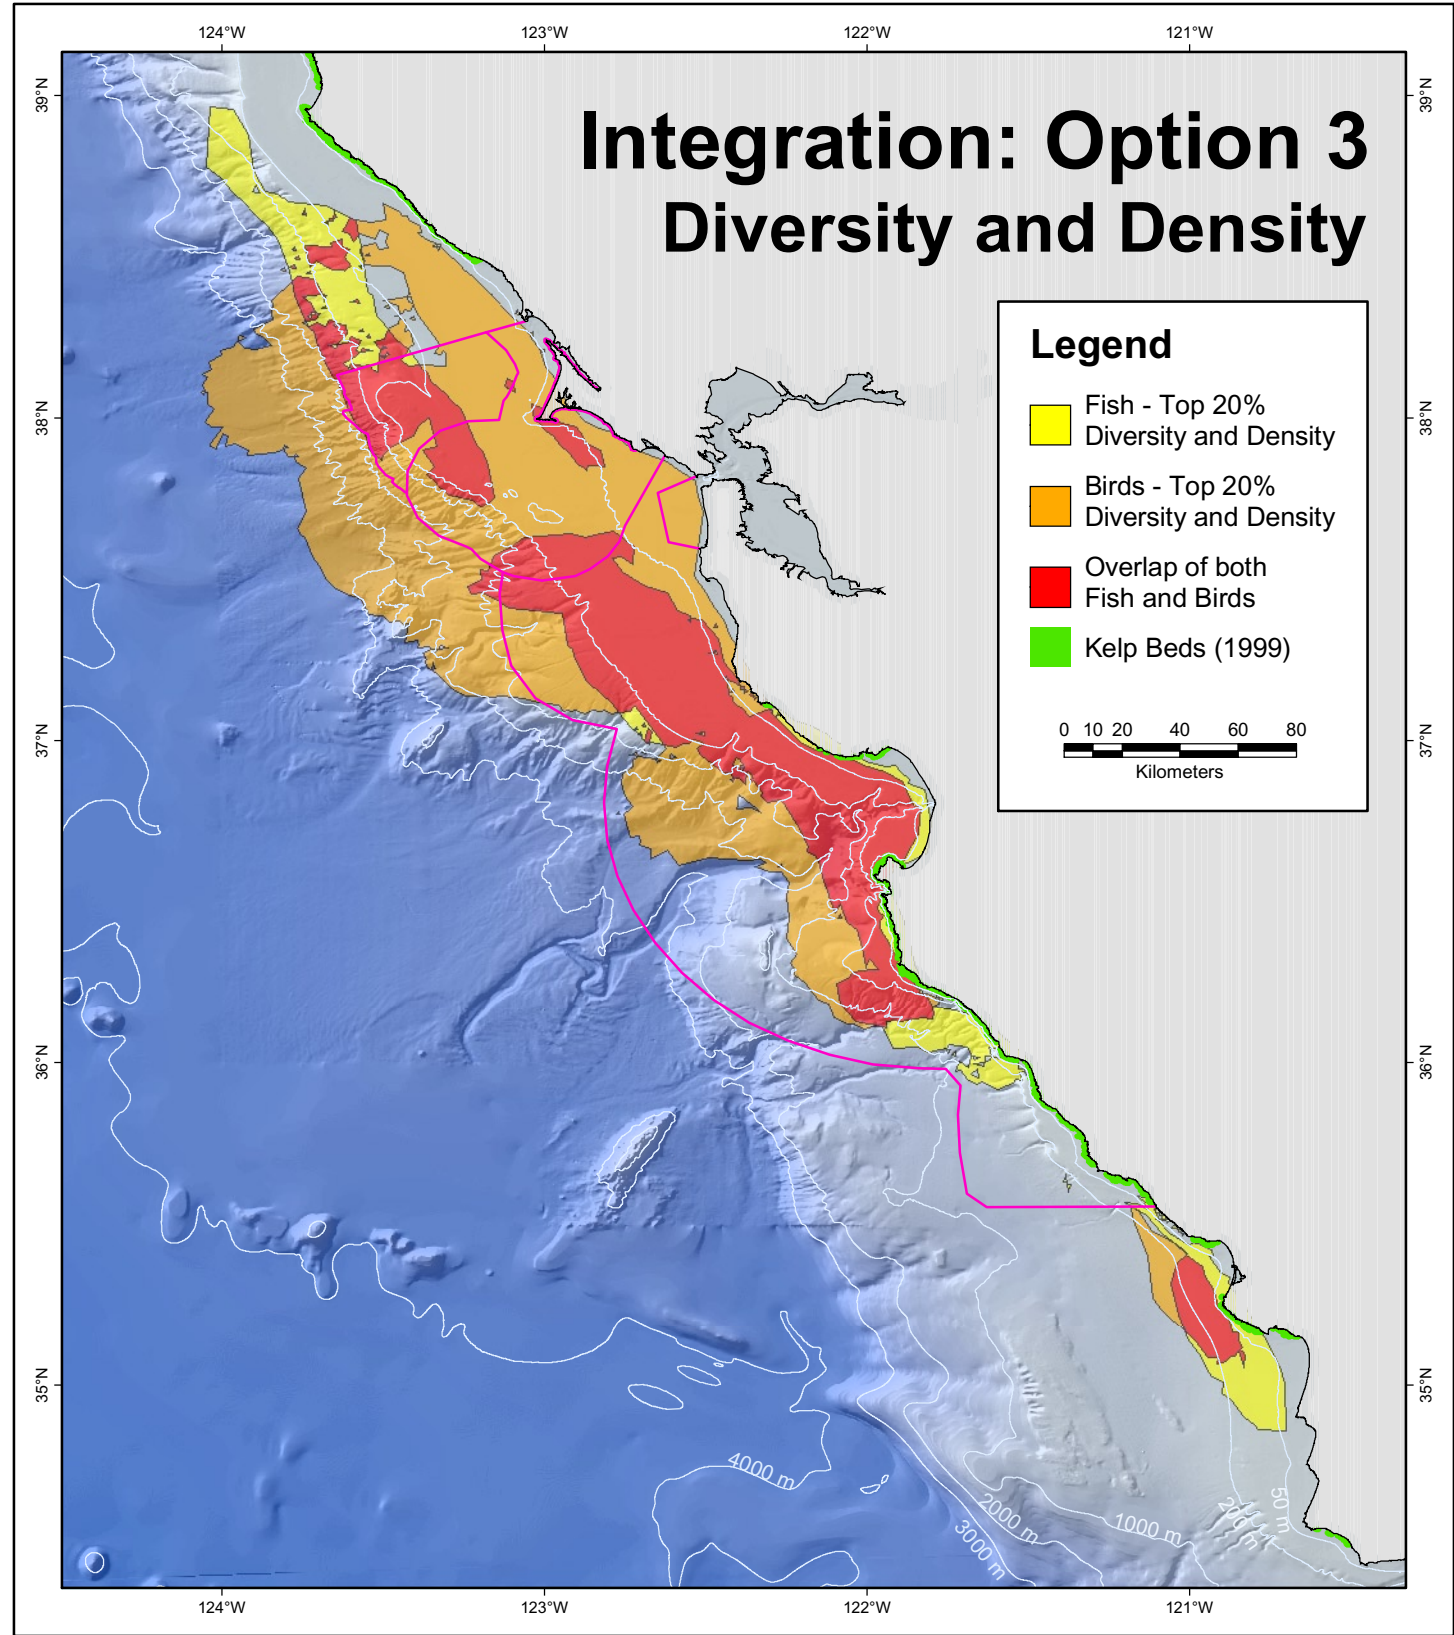 124°W 123°W 122°W 121°W
39°N 39°N
Integration: Option 3
Diversity and Density
Legend
Fish - Top 20%
Diversity and Density
Birds - Top 20%
Diversity and Density
Overlap of both
Fish and Birds
Kelp Beds (1999)
0 10 20 40 60 80
Kilometers
38°N 38°N
37°N 37°N
36°N 36°N
35°N 35°N
4000 m
3000 m
2000 m
1000 m
200 m
50 m
124°W 123°W 122°W 121°W